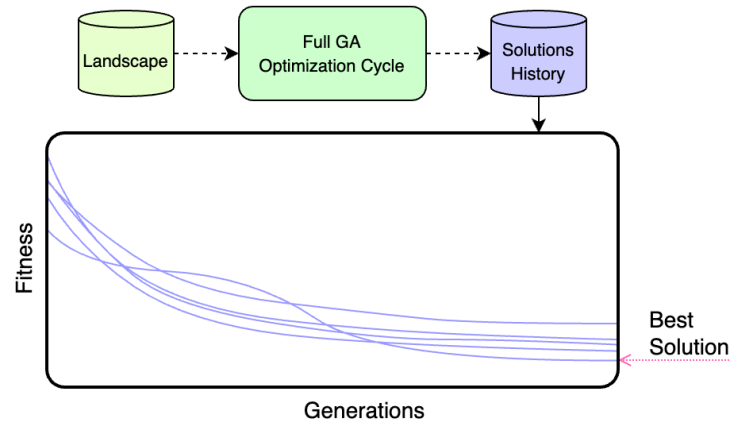 Landscape
Full GA
Optimization Cycle
Solutions
History
Fitness
Best
Solution
Generations